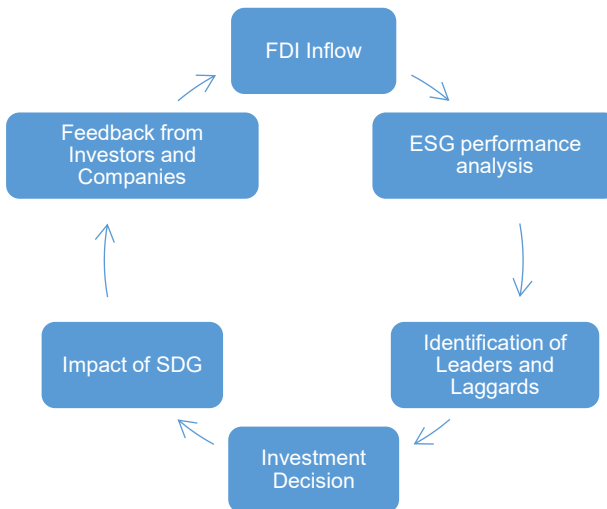 FDI Inflow
ESG performance
analysis
Identification of
Leaders and
Laggards
Investment
Decision
Impact of SDG
Feedback from
Investors and
Companies